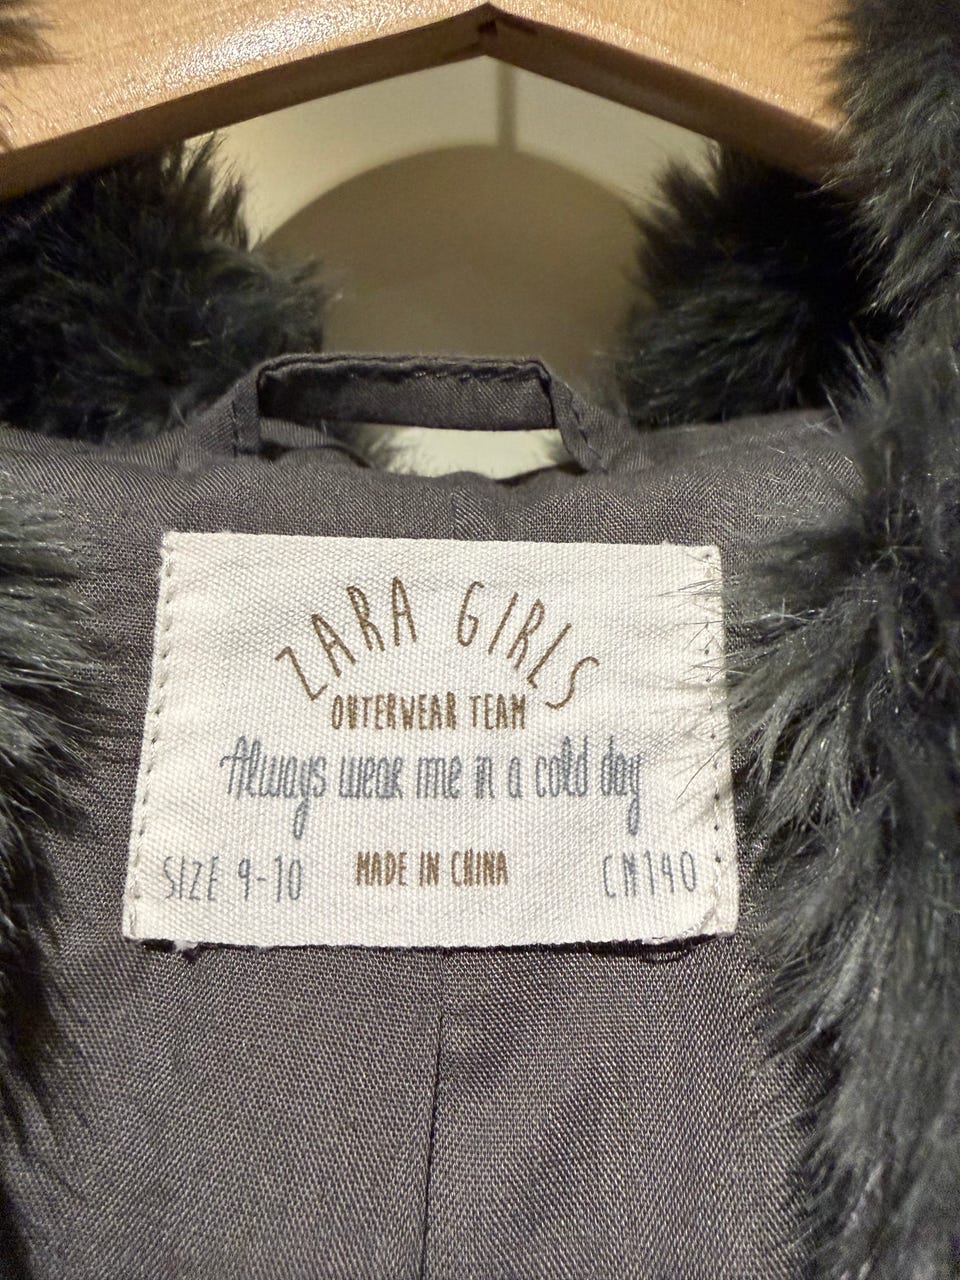 ZARA GIRLS
OUTERWEAR TEAM
Always wear me in a cold day
SIZE 9-10 MADE IN CHINA CM140